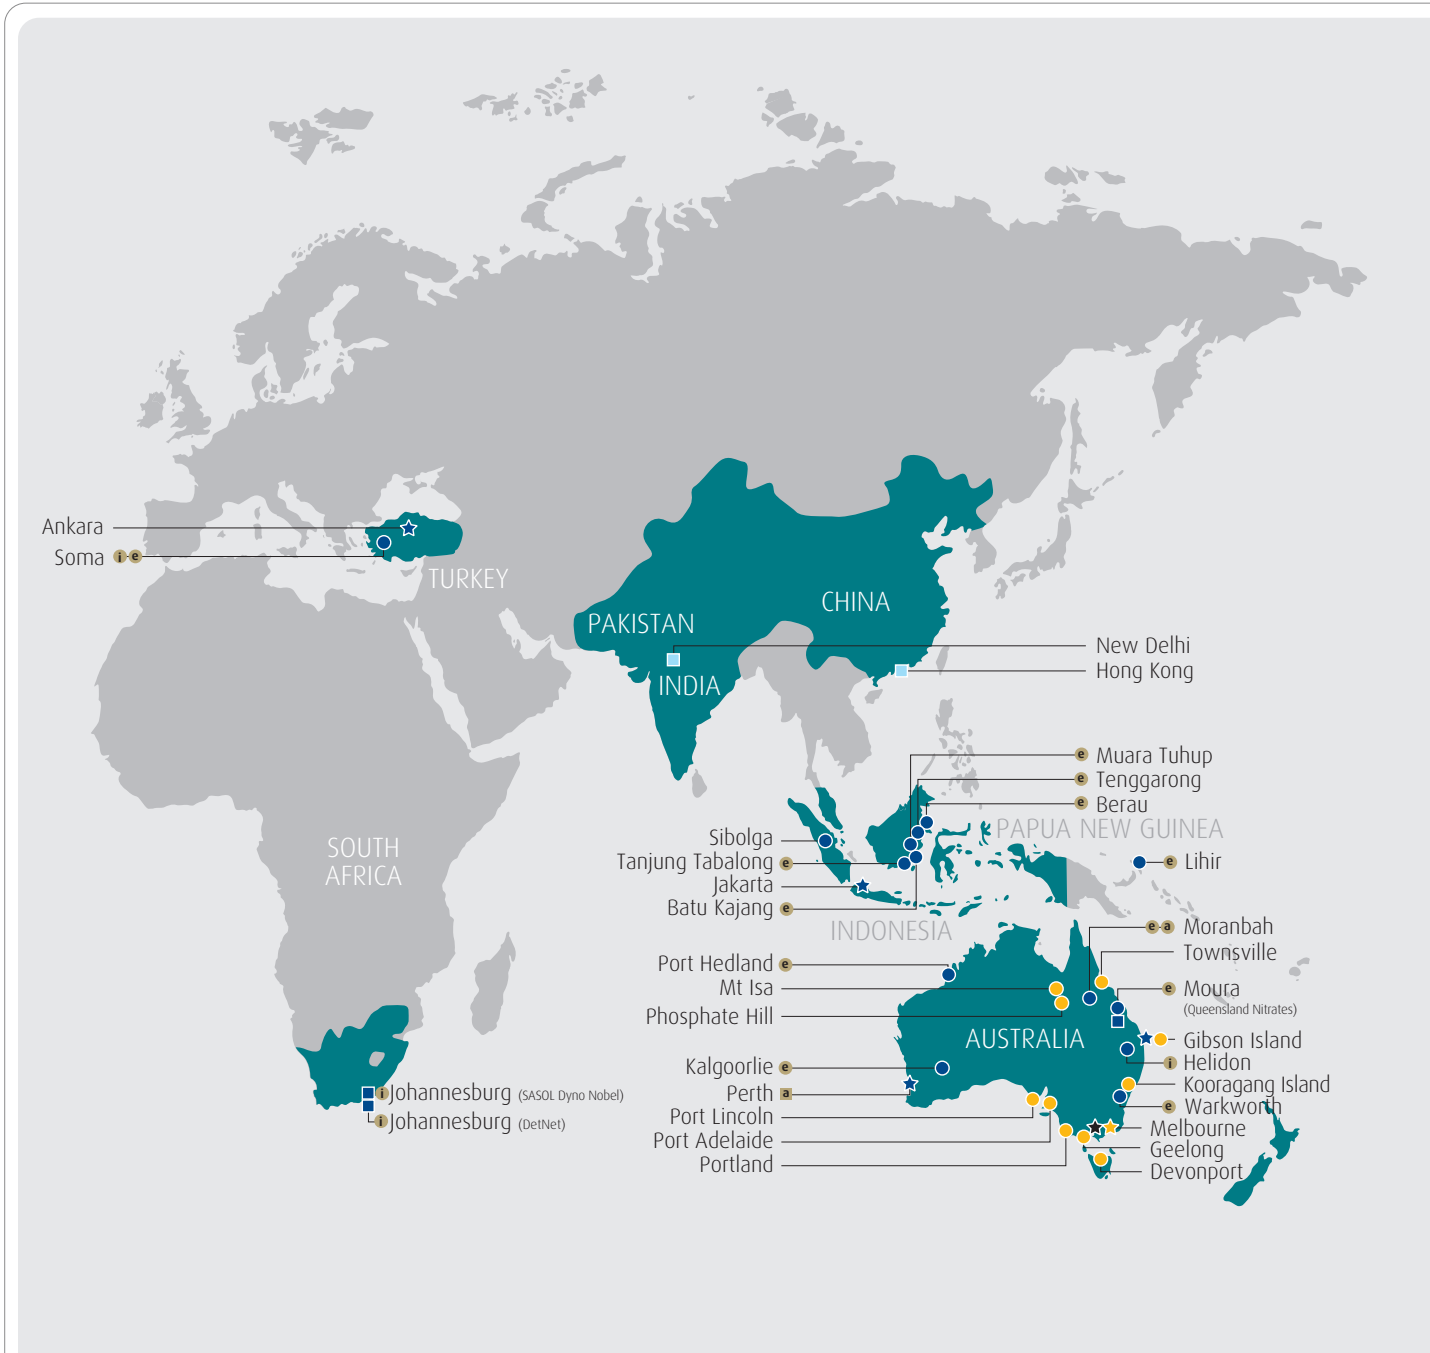 Ankara
Soma i e
TURKEY
PAKISTAN
CHINA
INDIA
New Delhi
Hong Kong
e Muara Tuhup
e Tenggarong
e Berau
PAPUA NEW GUINEA
e Lihir
SOUTH
AFRICA
Sibolga
Tanjung Tabalong e
Jakarta
Batu Kajang e
INDONESIA
e a Moranbah
Townsville
Port Hedland e
Mt Isa
Phosphate Hill
e Moura
(Queensland Nitrates)
AUSTRALIA
Gibson Island
i Helidon
Kooragang Island
e Warkworth
Melbourne
Geelong
Devonport
Kalgoorlie e
Perth a
Port Lincoln
Port Adelaide
Portland
i Johannesburg (SASOL Dyno Nobel)
i Johannesburg (DetNet)